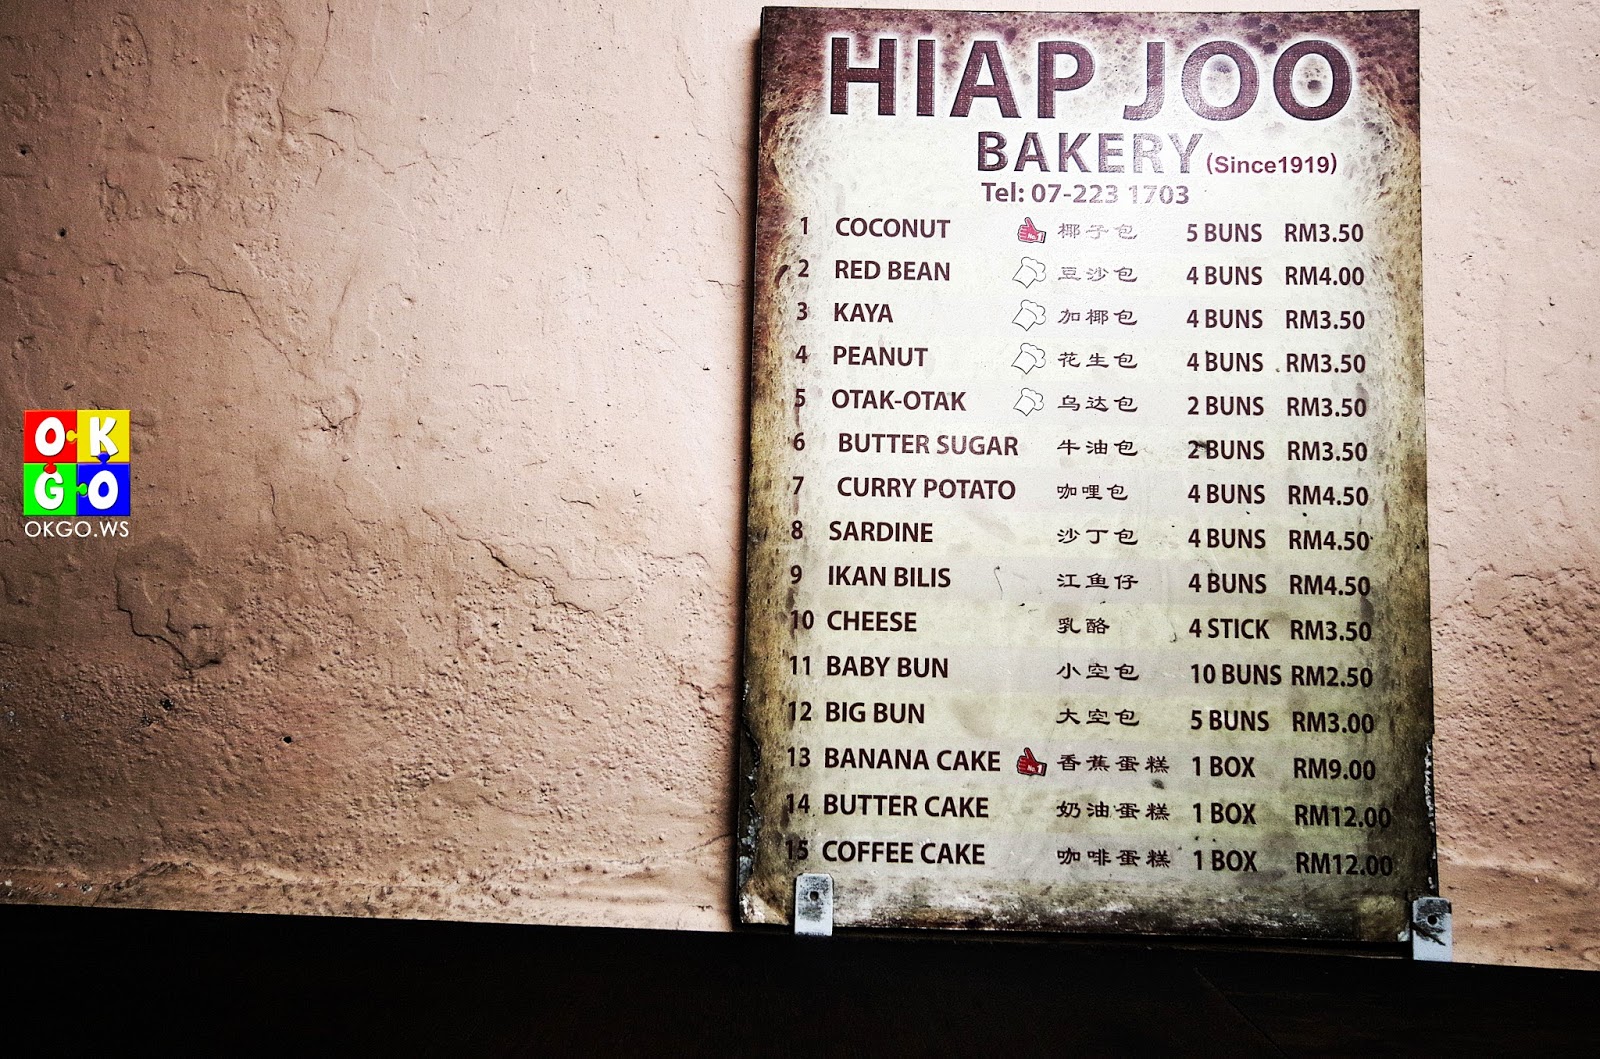 HIAP JOO
BAKERY (Since1919)
Tel: 07-223 1703
1 COCONUT No.1 椰子包 5 BUNS RM3.50
2 RED BEAN 豆沙包 4 BUNS RM4.00
3 KAYA 加椰包 4 BUNS RM3.50
4 PEANUT 花生包 4 BUNS RM3.50
5 OTAK-OTAK 乌达包 2 BUNS RM3.50
6 BUTTER SUGAR 牛油包 2 BUNS RM3.50
7 CURRY POTATO 咖哩包 4 BUNS RM4.50
8 SARDINE 沙丁包 4 BUNS RM4.50
9 IKAN BILIS 江鱼仔 4 BUNS RM4.50
10 CHEESE 乳酪 4 STICK RM3.50
11 BABY BUN 小空包 10 BUNS RM2.50
12 BIG BUN 大空包 5 BUNS RM3.00
13 BANANA CAKE No.1 香蕉蛋糕 1 BOX RM9.00
14 BUTTER CAKE 奶油蛋糕 1 BOX RM12.00
15 COFFEE CAKE 咖啡蛋糕 1 BOX RM12.00
OK
GO
OKGO.WS